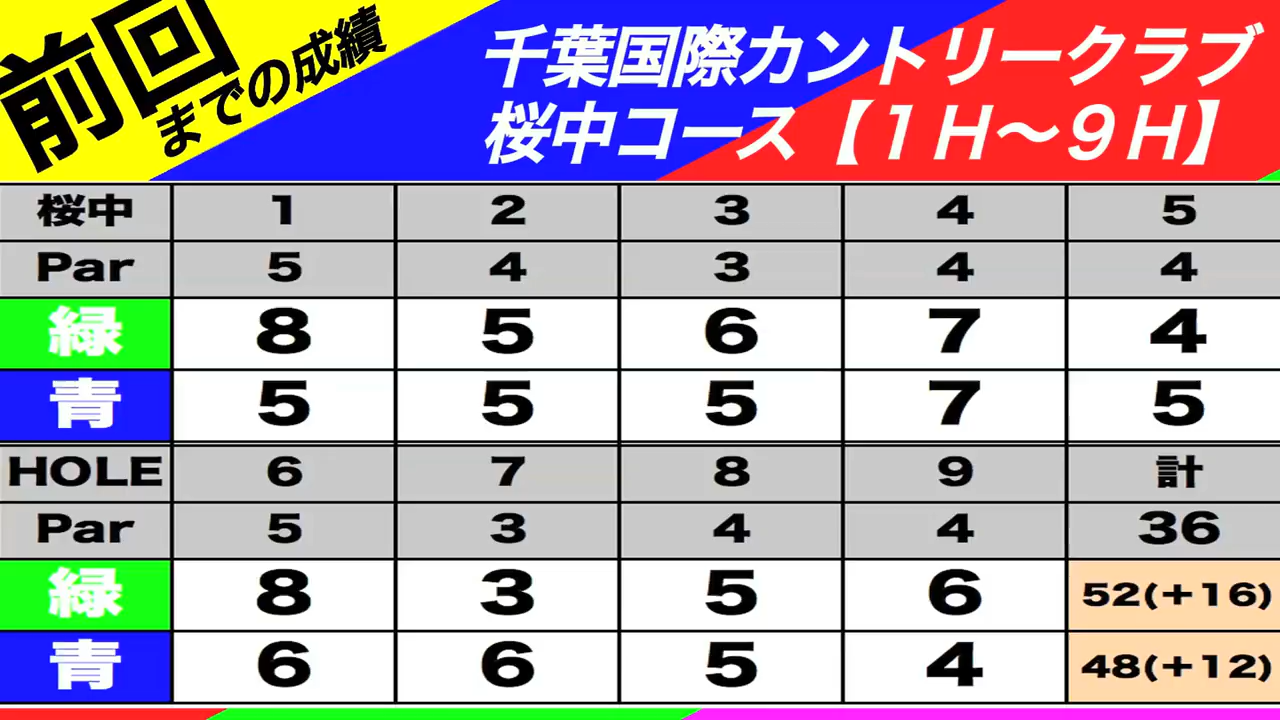 前回
までの成績
千葉国際カントリークラブ
桜中コース【1H〜9H】
桜中 1 2 3 4 5
Par 5 4 3 4 4
緑 8 5 6 7 4
青 5 5 5 7 5
HOLE 6 7 8 9 計
Par 5 3 4 4 36
緑 8 3 5 6 52(+16)
青 6 6 5 4 48(+12)